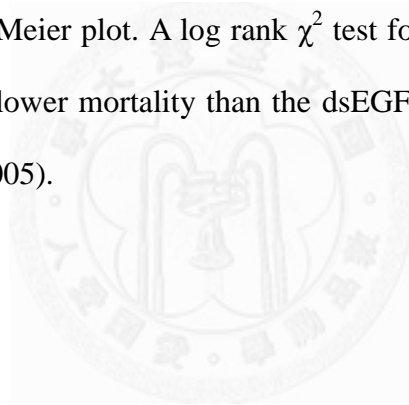 Meier plot. A log rank χ² test fo
lower mortality than the dsEGF
005).